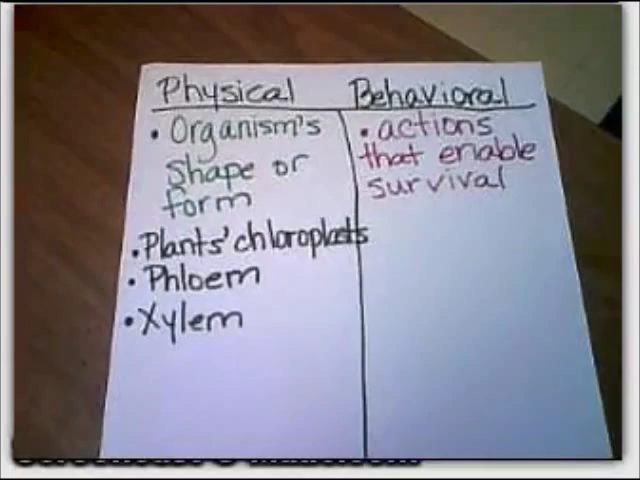 Physical
Behavioral
• Organism's
shape or
form
• Plants' chloroplasts
• Phloem
• Xylem
• actions
that enable
survival